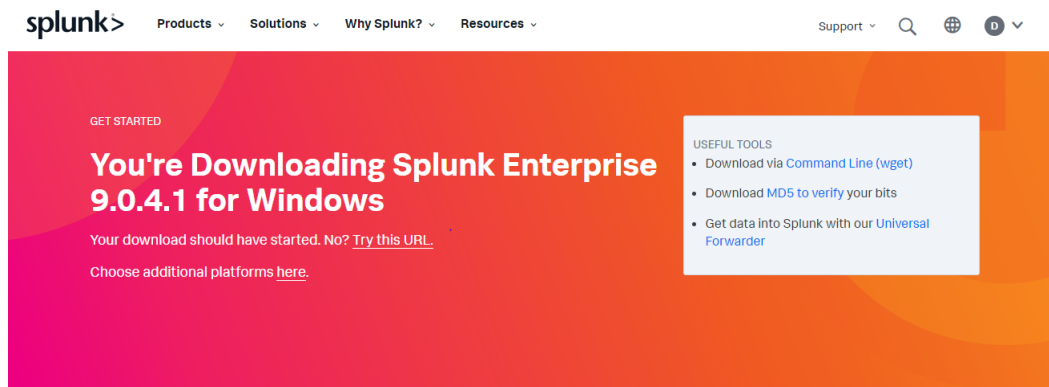 splunk>
Products
Solutions
Why Splunk?
Resources
Support
D
GET STARTED
You're Downloading Splunk Enterprise
9.0.4.1 for Windows
Your download should have started. No? Try this URL.
Choose additional platforms here.
USEFUL TOOLS
• Download via Command Line (wget)
• Download MD5 to verify your bits
• Get data into Splunk with our Universal
Forwarder